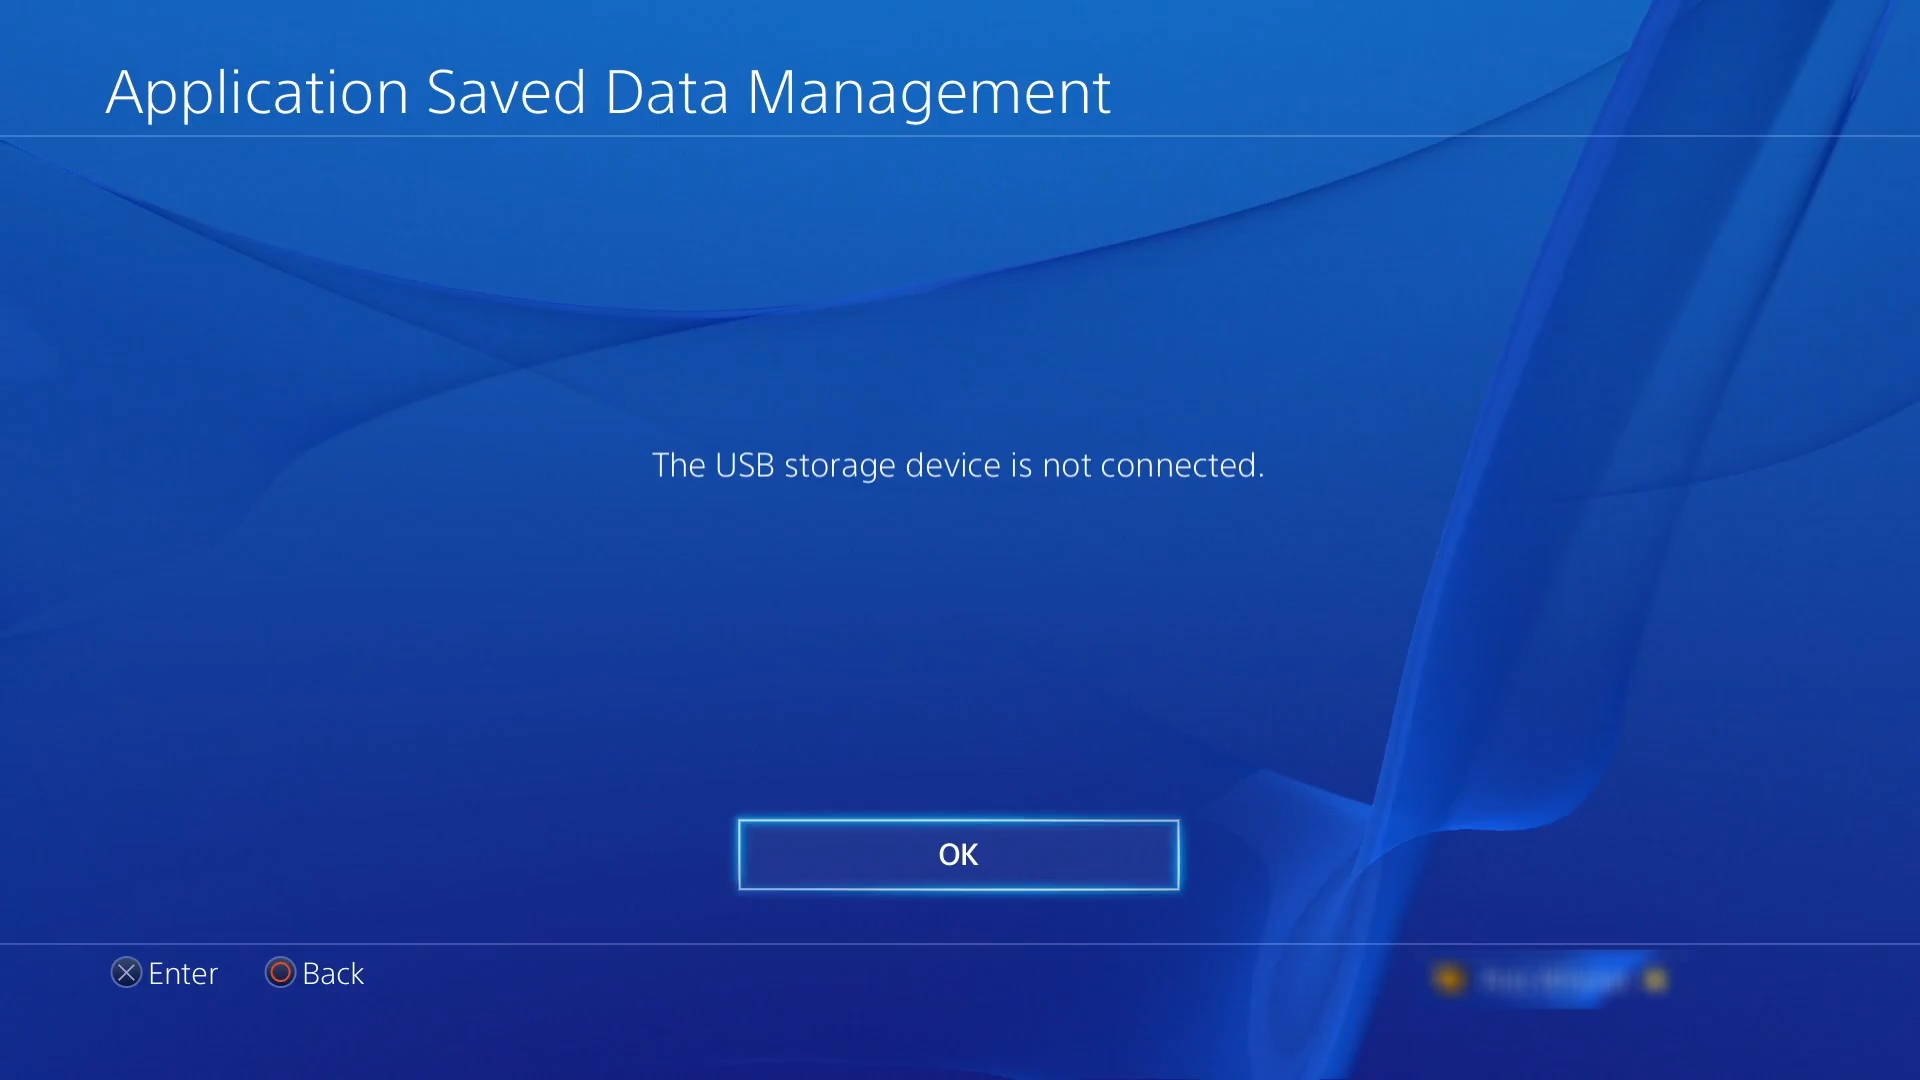 Application Saved Data Management
The USB storage device is not connected.
OK
Enter Back